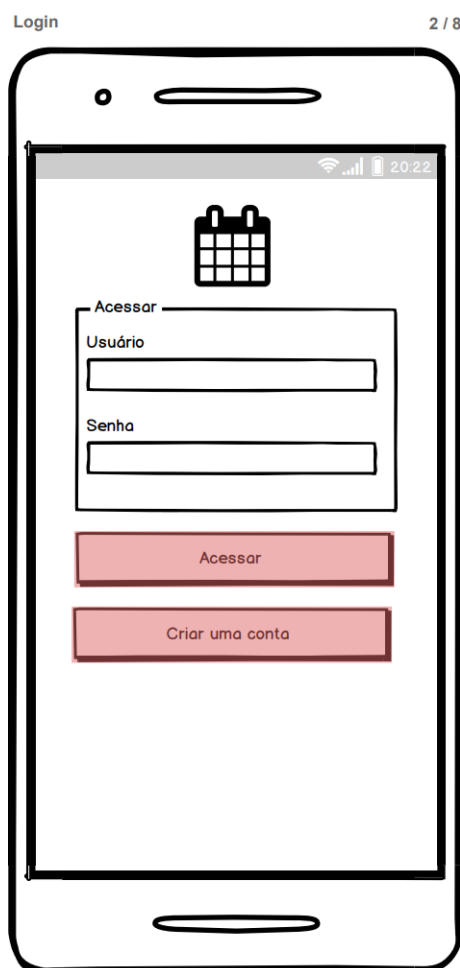 Login
2 / 8
20:22
Acessar
Usuário
Senha
Acessar
Criar uma conta